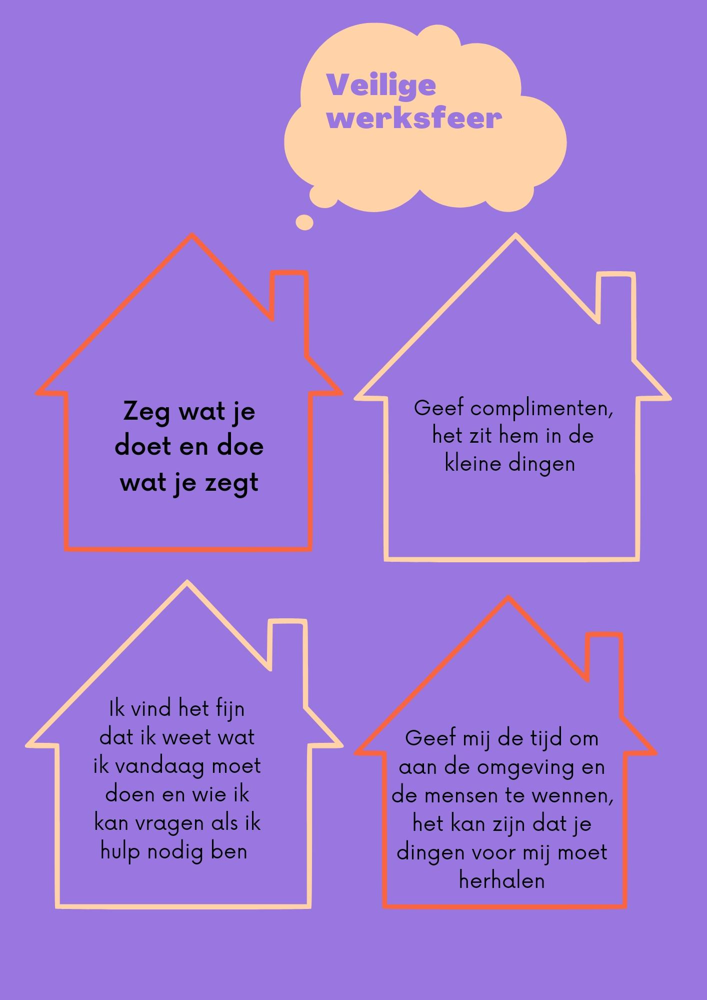 Veilige
werksfeer
Zeg wat je
doet en doe
wat je zegt
Geef complimenten,
het zit hem in de
kleine dingen
Ik vind het fijn
dat ik weet wat
ik vandaag moet
doen en wie ik
kan vragen als ik
hulp nodig ben
Geef mij de tijd om
aan de omgeving en
de mensen te wennen,
het kan zijn dat je
dingen voor mij moet
herhalen